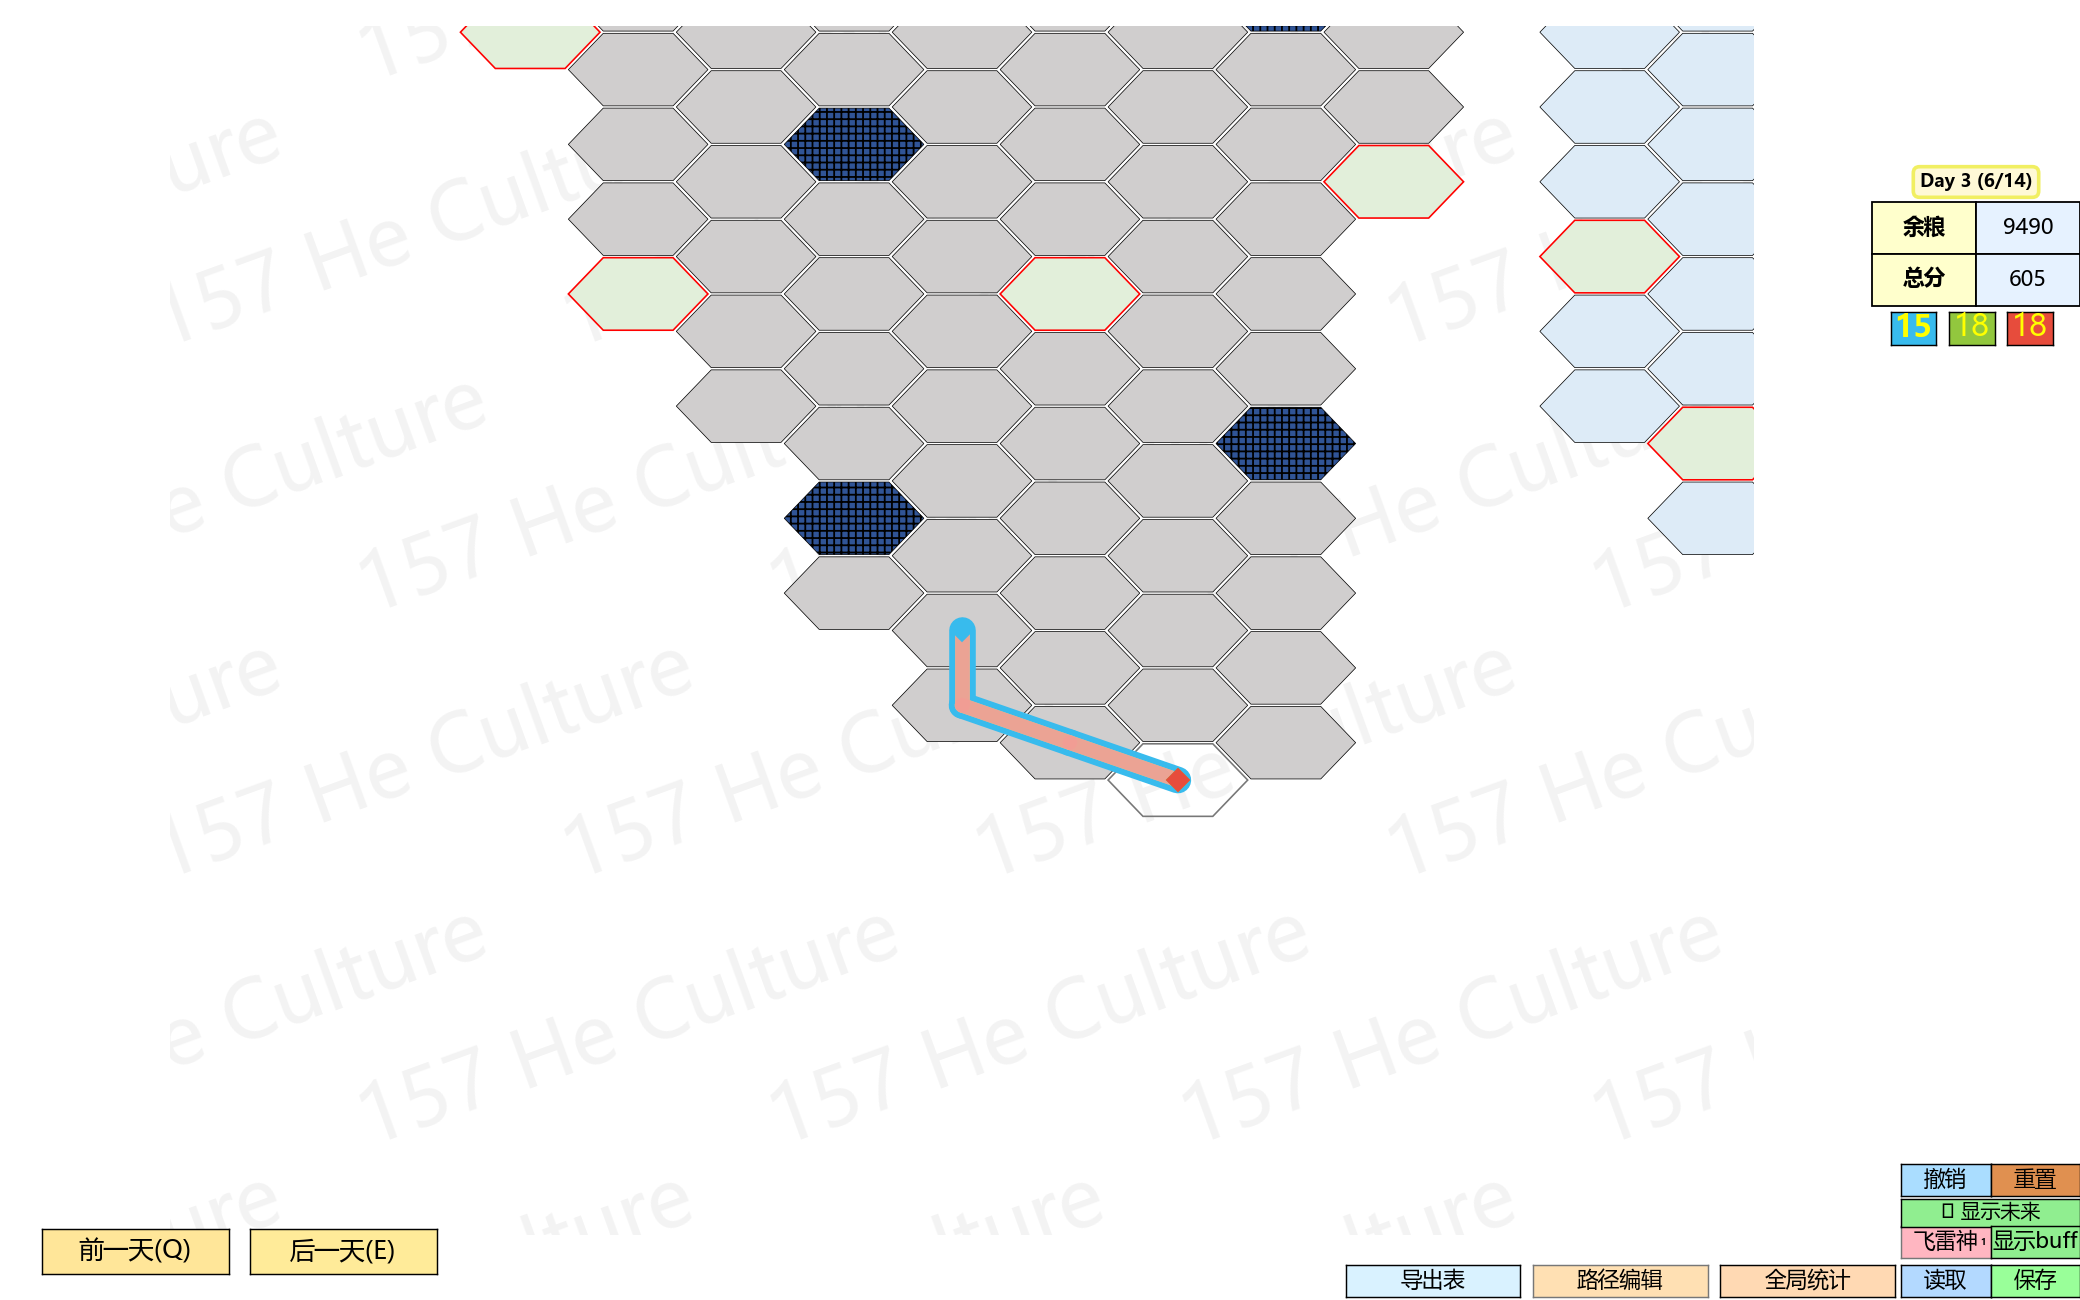 Day 3 (6/14)
余粮 9490
总分 605
15 18 18
157 He Culture
撤销 重置
显示未来
飞雷神 1 显示buff
前一天(Q) 后一天(E)
导出表 路径编辑 全局统计 读取 保存